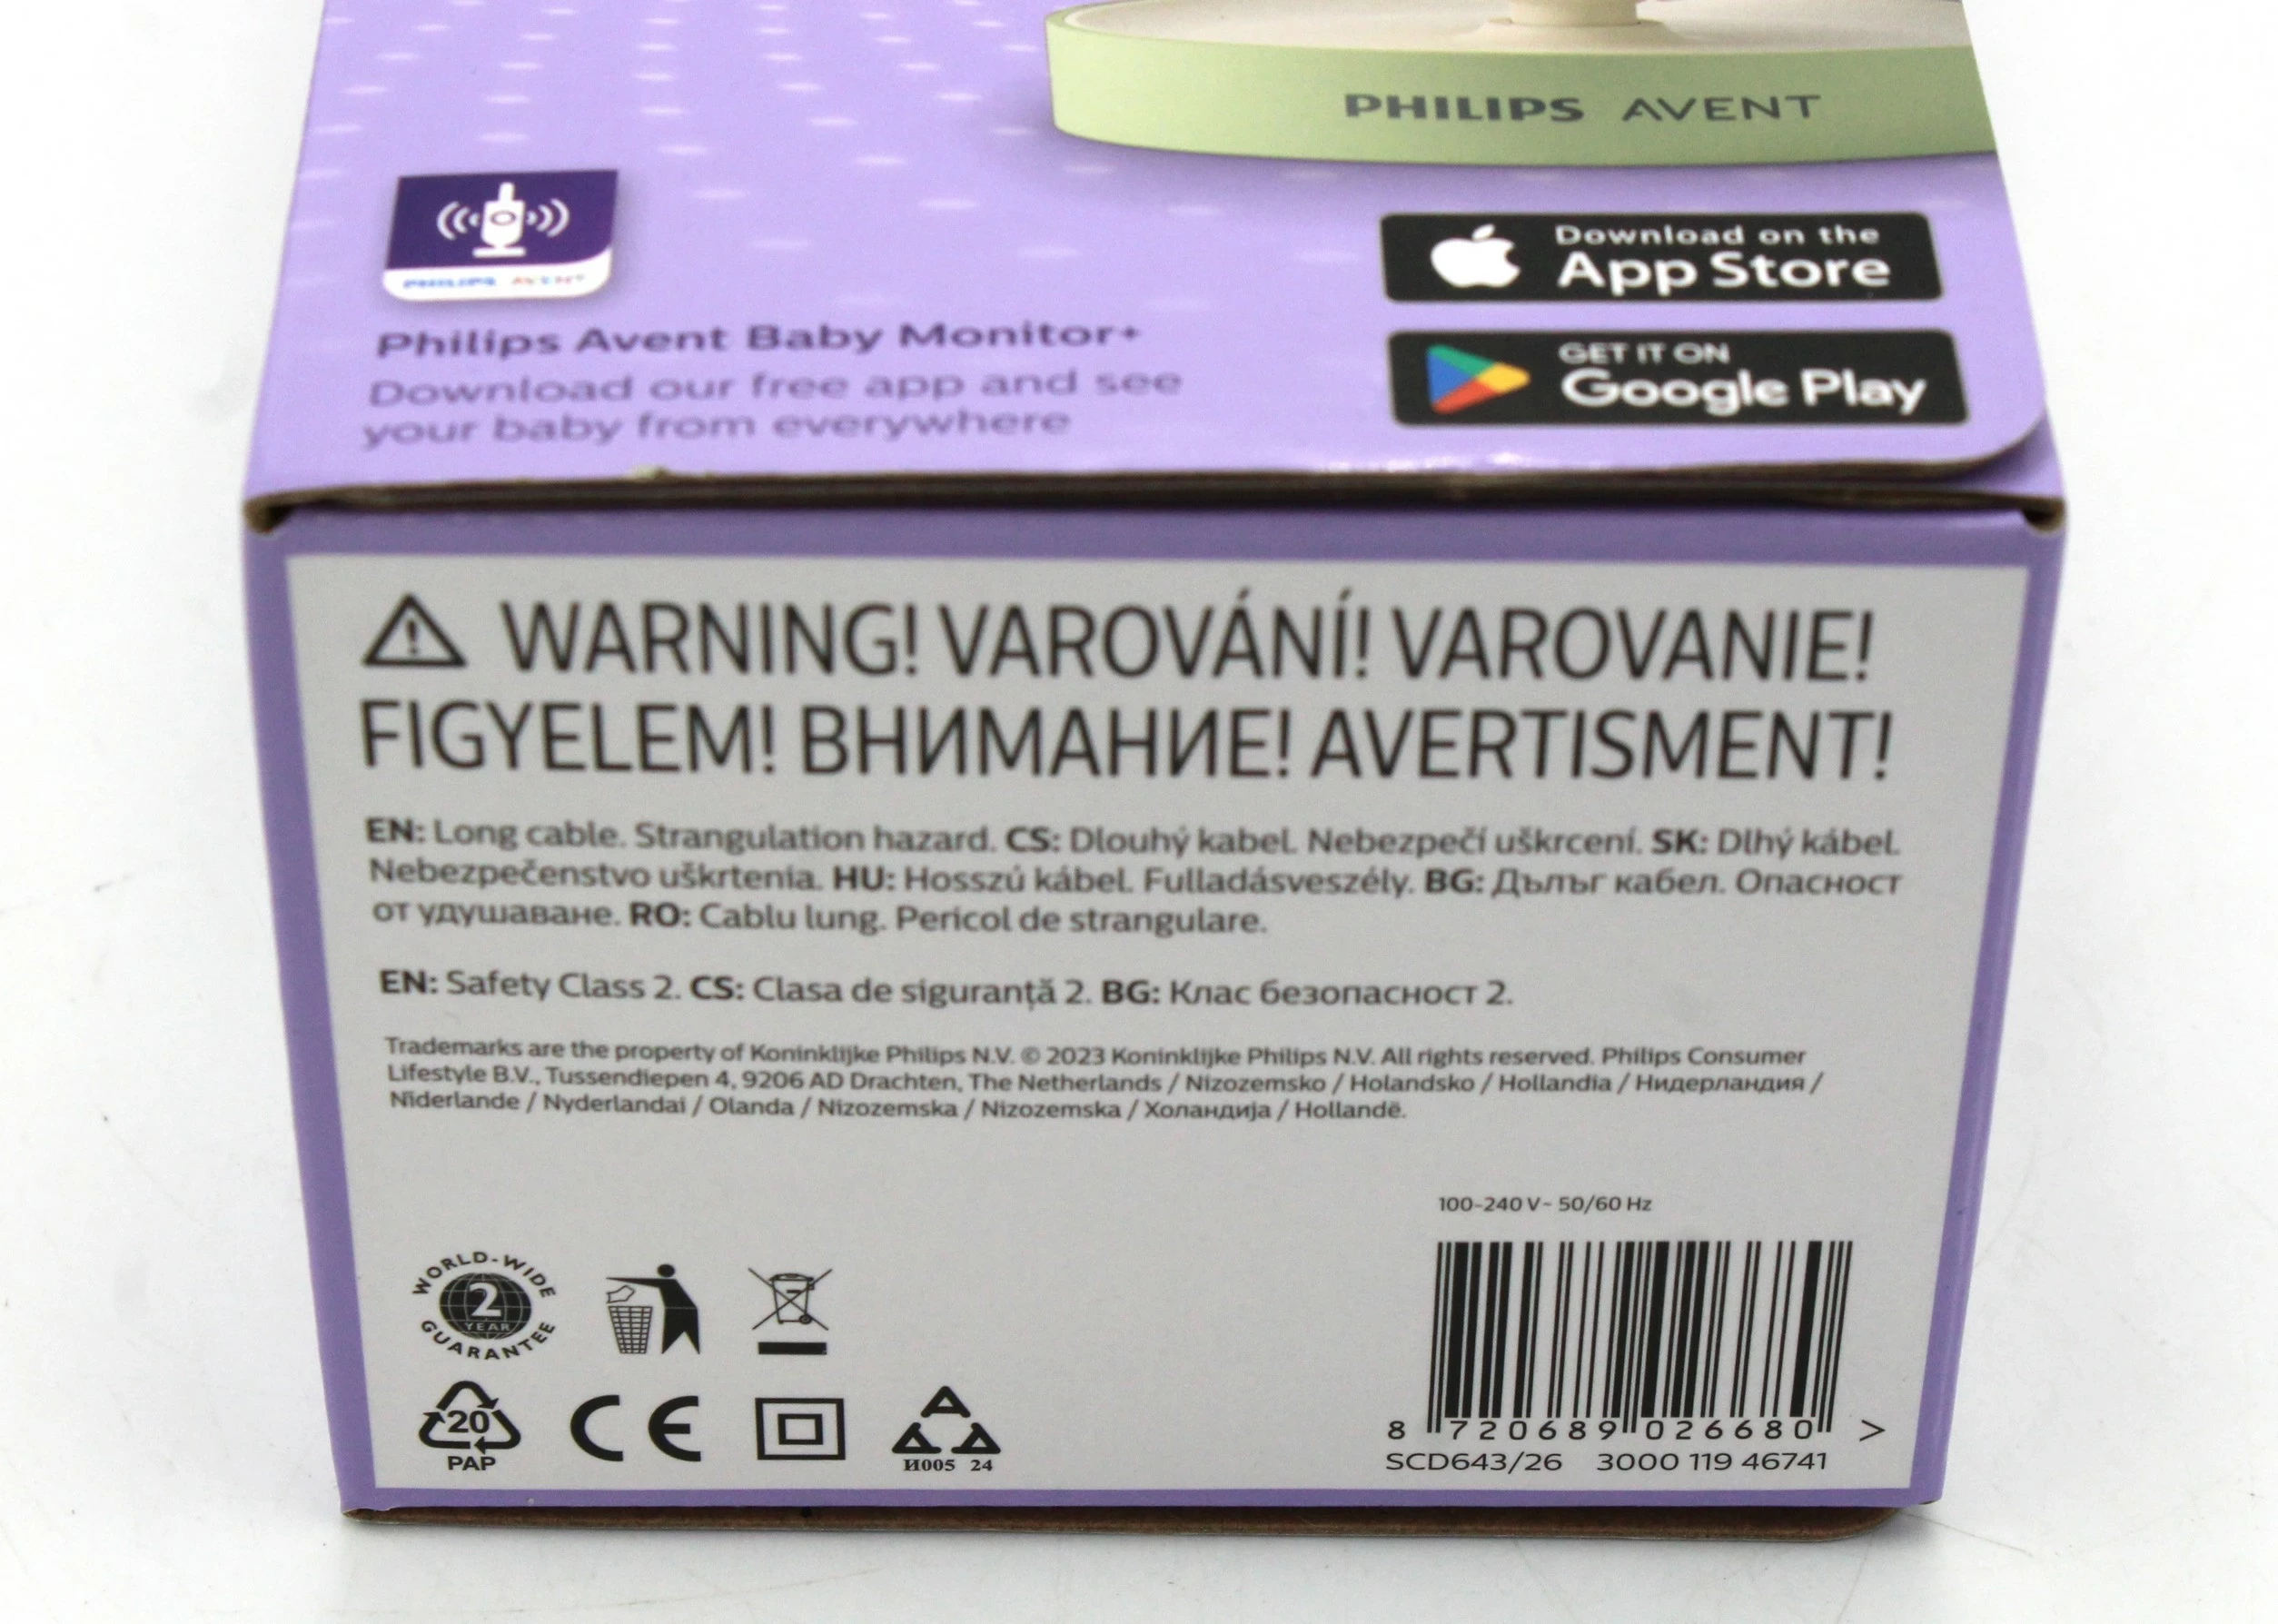 PHILIPS AVENT
PHILIPS AVENT
Download on the
App Store
GET IT ON
Google Play
Philips Avent Baby Monitor+
Download our free app and see
your baby from everywhere
WARNING! VAROVÁNÍ! VAROVANIE!
FIGYELEM! ВНИМАНИЕ! AVERTISMENT!
EN: Long cable. Strangulation hazard. CS: Dlouhý kabel. Nebezpečí uškrcení. SK: Dlhý kábel.
Nebezpečenstvo uškrtenia. HU: Hosszú kábel. Fulladásveszély. BG: Дълъг кабел. Опасност
от удушаване. RO: Cablu lung. Pericol de strangulare.
EN: Safety Class 2. CS: Clasa de siguranță 2. BG: Клас безопасност 2.
Trademarks are the property of Koninklijke Philips N.V. © 2023 Koninklijke Philips N.V. All rights reserved. Philips Consumer
Lifestyle B.V., Tussendiepen 4, 9206 AD Drachten, The Netherlands / Nizozemsko / Holandsko / Hollandia / Нидерландия /
Nīderlande / Nyderlandai / Olanda / Nizozemska / Nizozemska / Холандија / Hollandë.
100-240 V~ 50/60 Hz
WORLD-WIDE
2
YEAR
GUARANTEE
20
PAP
CE
И005 24
8 720689 026680 >
SCD643/26 3000 119 46741